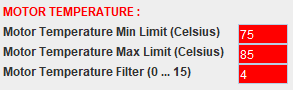 MOTOR TEMPERATURE :
Motor Temperature Min Limit (Celsius) 75
Motor Temperature Max Limit (Celsius) 85
Motor Temperature Filter (0 ... 15) 4